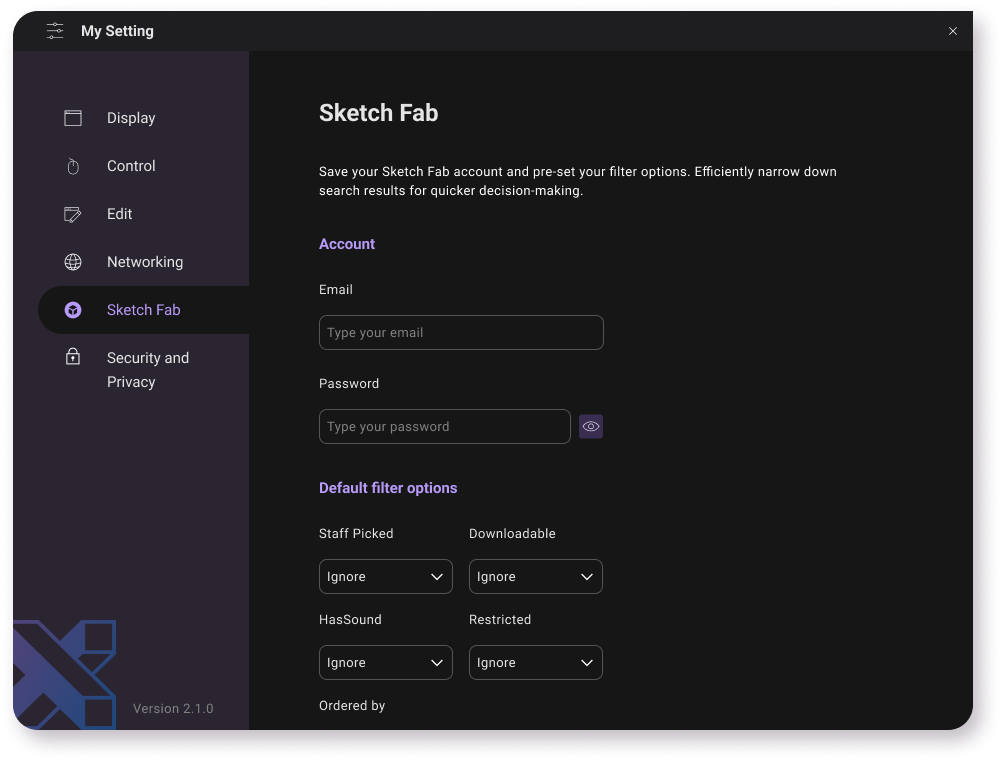 My Setting
Display
Control
Edit
Networking
Sketch Fab
Security and
Privacy
Version 2.1.0
Sketch Fab
Save your Sketch Fab account and pre-set your filter options. Efficiently narrow down
search results for quicker decision-making.
Account
Email
Type your email
Password
Type your password
Default filter options
Staff Picked Downloadable
Ignore Ignore
HasSound Restricted
Ignore Ignore
Ordered by